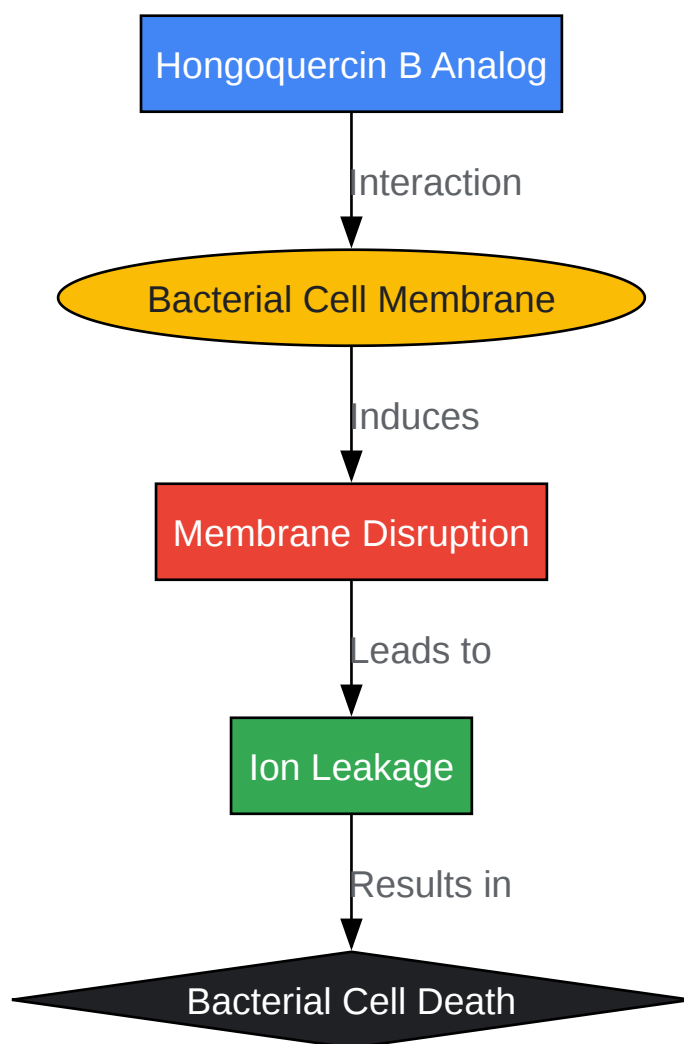 Hongoquercin B Analog
Interaction
Bacterial Cell Membrane
Induces
Membrane Disruption
Leads to
Ion Leakage
Results in
Bacterial Cell Death